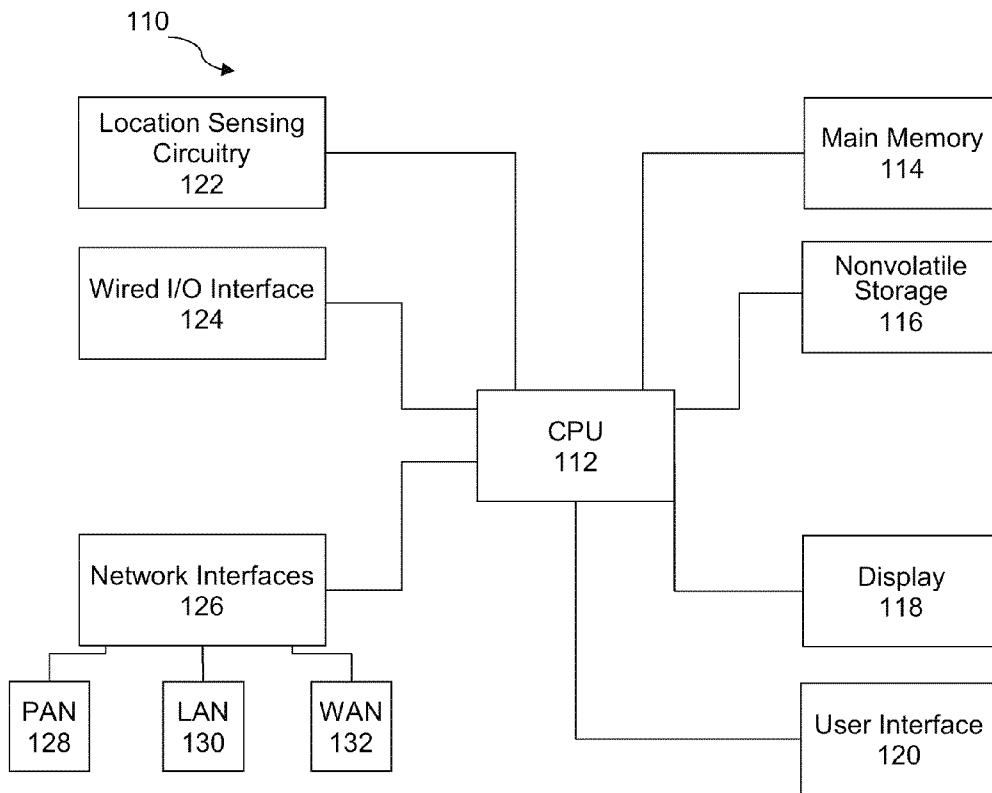 110
Location Sensing
Circuitry
122
Main Memory
114
Wired I/O Interface
124
Nonvolatile
Storage
116
CPU
112
Network Interfaces
126
Display
118
PAN
128
LAN
130
WAN
132
User Interface
120